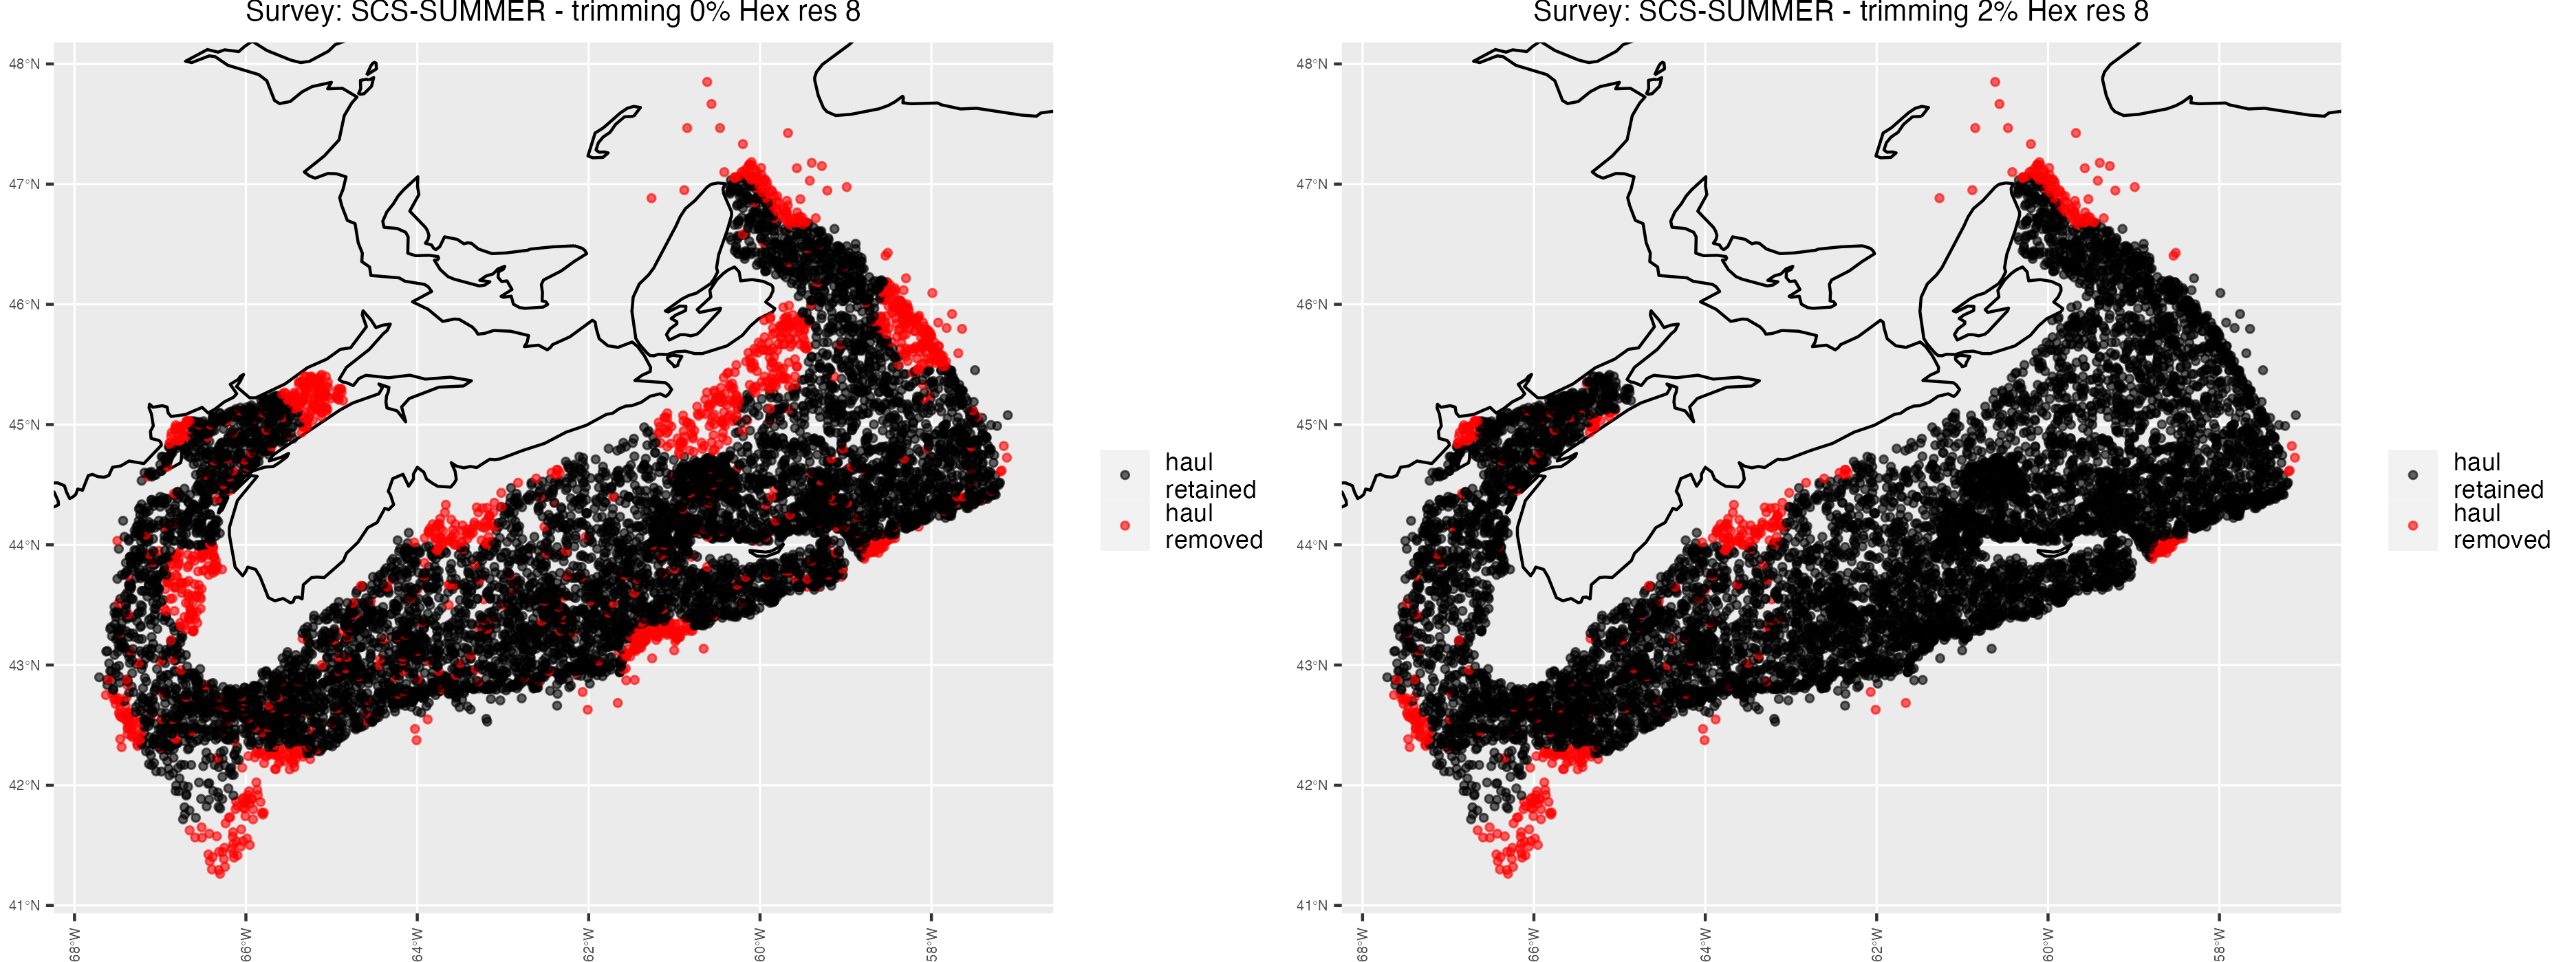 Survey: SCS-SUMMER - trimming 0% Hex res 8
48°N
47°N
46°N
45°N
44°N
43°N
42°N
41°N
68°W
66°W
64°W
62°W
60°W
58°W
haul
retained
haul
removed
Survey: SCS-SUMMER - trimming 2% Hex res 8
48°N
47°N
46°N
45°N
44°N
43°N
42°N
41°N
68°W
66°W
64°W
62°W
60°W
58°W
haul
retained
haul
removed